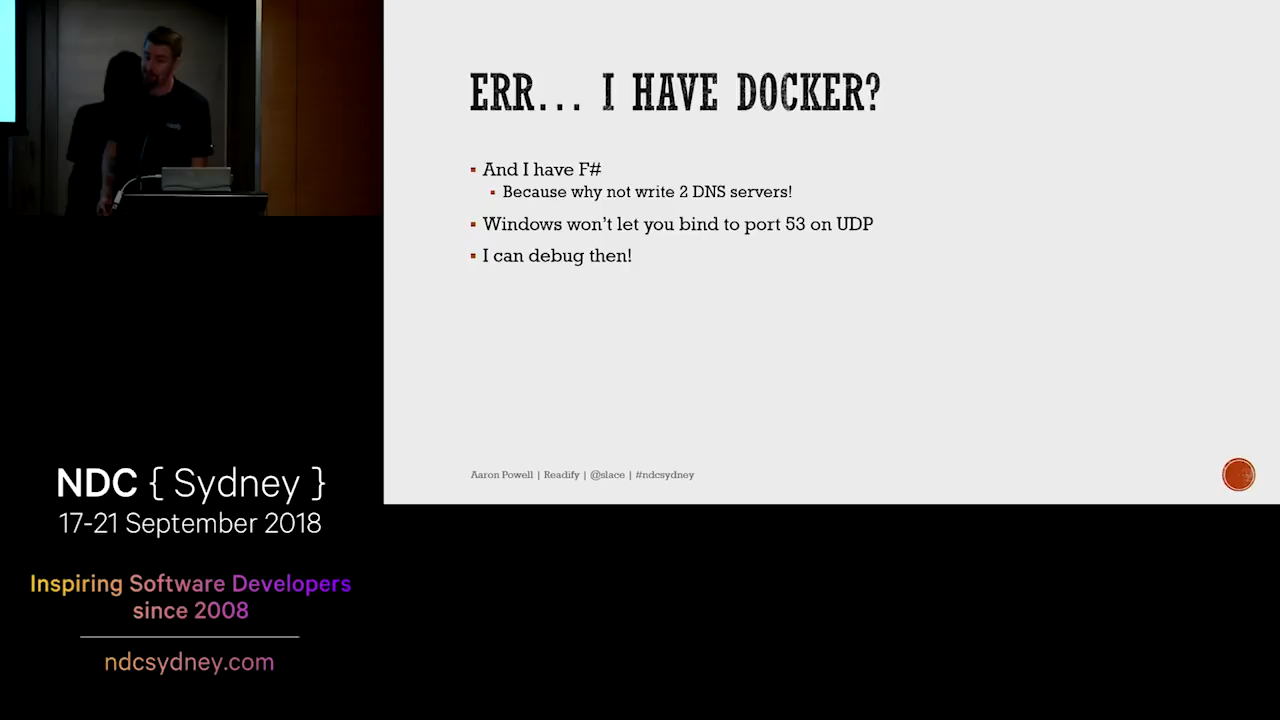 ERR... I HAVE DOCKER?
And I have F#
Because why not write 2 DNS servers!
Windows won't let you bind to port 53 on UDP
I can debug then!
Aaron Powell | Readify | @slace | #ndcsydney
NDC { Sydney }
17-21 September 2018
Inspiring Software Developers
since 2008
ndcsydney.com